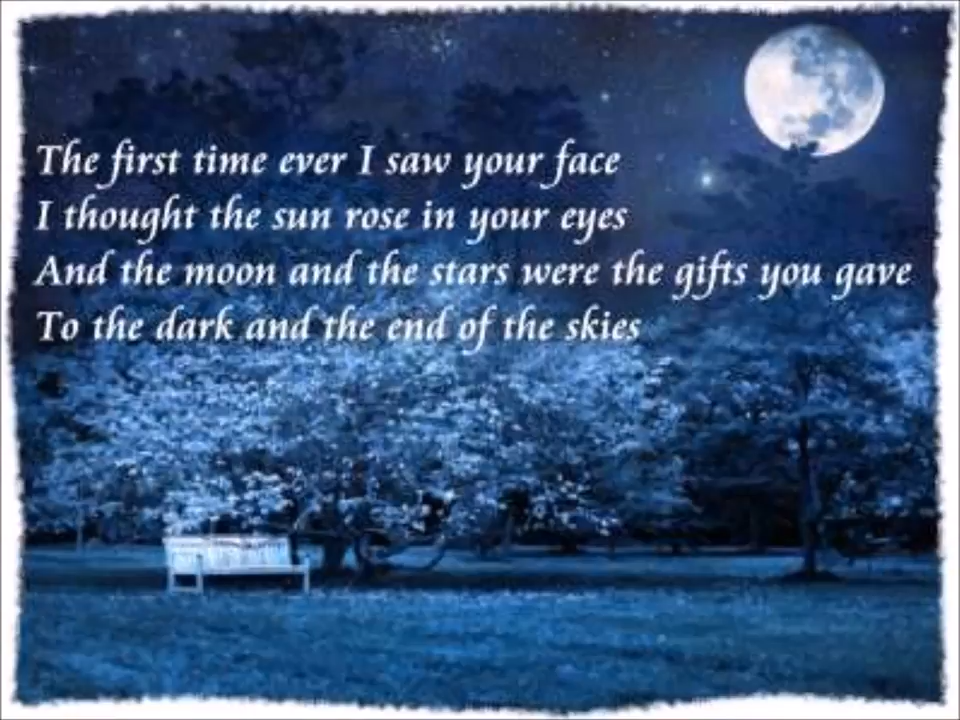 The first time ever I saw your face
I thought the sun rose in your eyes
And the moon and the stars were the gifts you gave
To the dark and the end of the skies